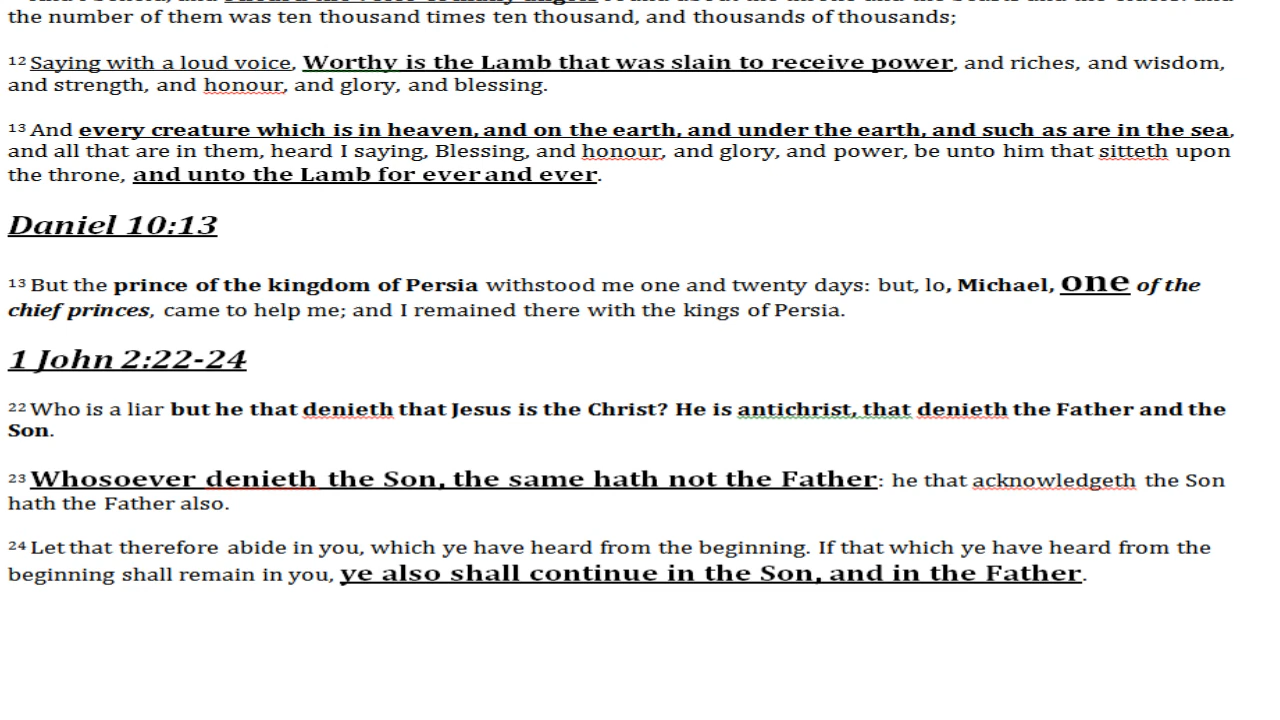 the number of them was ten thousand times ten thousand, and thousands of thousands;
12 Saying with a loud voice, Worthy is the Lamb that was slain to receive power, and riches, and wisdom,
and strength, and honour, and glory, and blessing.
13 And every creature which is in heaven, and on the earth, and under the earth, and such as are in the sea,
and all that are in them, heard I saying, Blessing, and honour, and glory, and power, be unto him that sitteth upon
the throne, and unto the Lamb for ever and ever.
Daniel 10:13
13 But the prince of the kingdom of Persia withstood me one and twenty days: but, lo, Michael, one of the
chief princes, came to help me; and I remained there with the kings of Persia.
1 John 2:22-24
22 Who is a liar but he that denieth that Jesus is the Christ? He is antichrist, that denieth the Father and the
Son.
23 Whosoever denieth the Son, the same hath not the Father: he that acknowledgeth the Son
hath the Father also.
24 Let that therefore abide in you, which ye have heard from the beginning. If that which ye have heard from the
beginning shall remain in you, ye also shall continue in the Son, and in the Father.